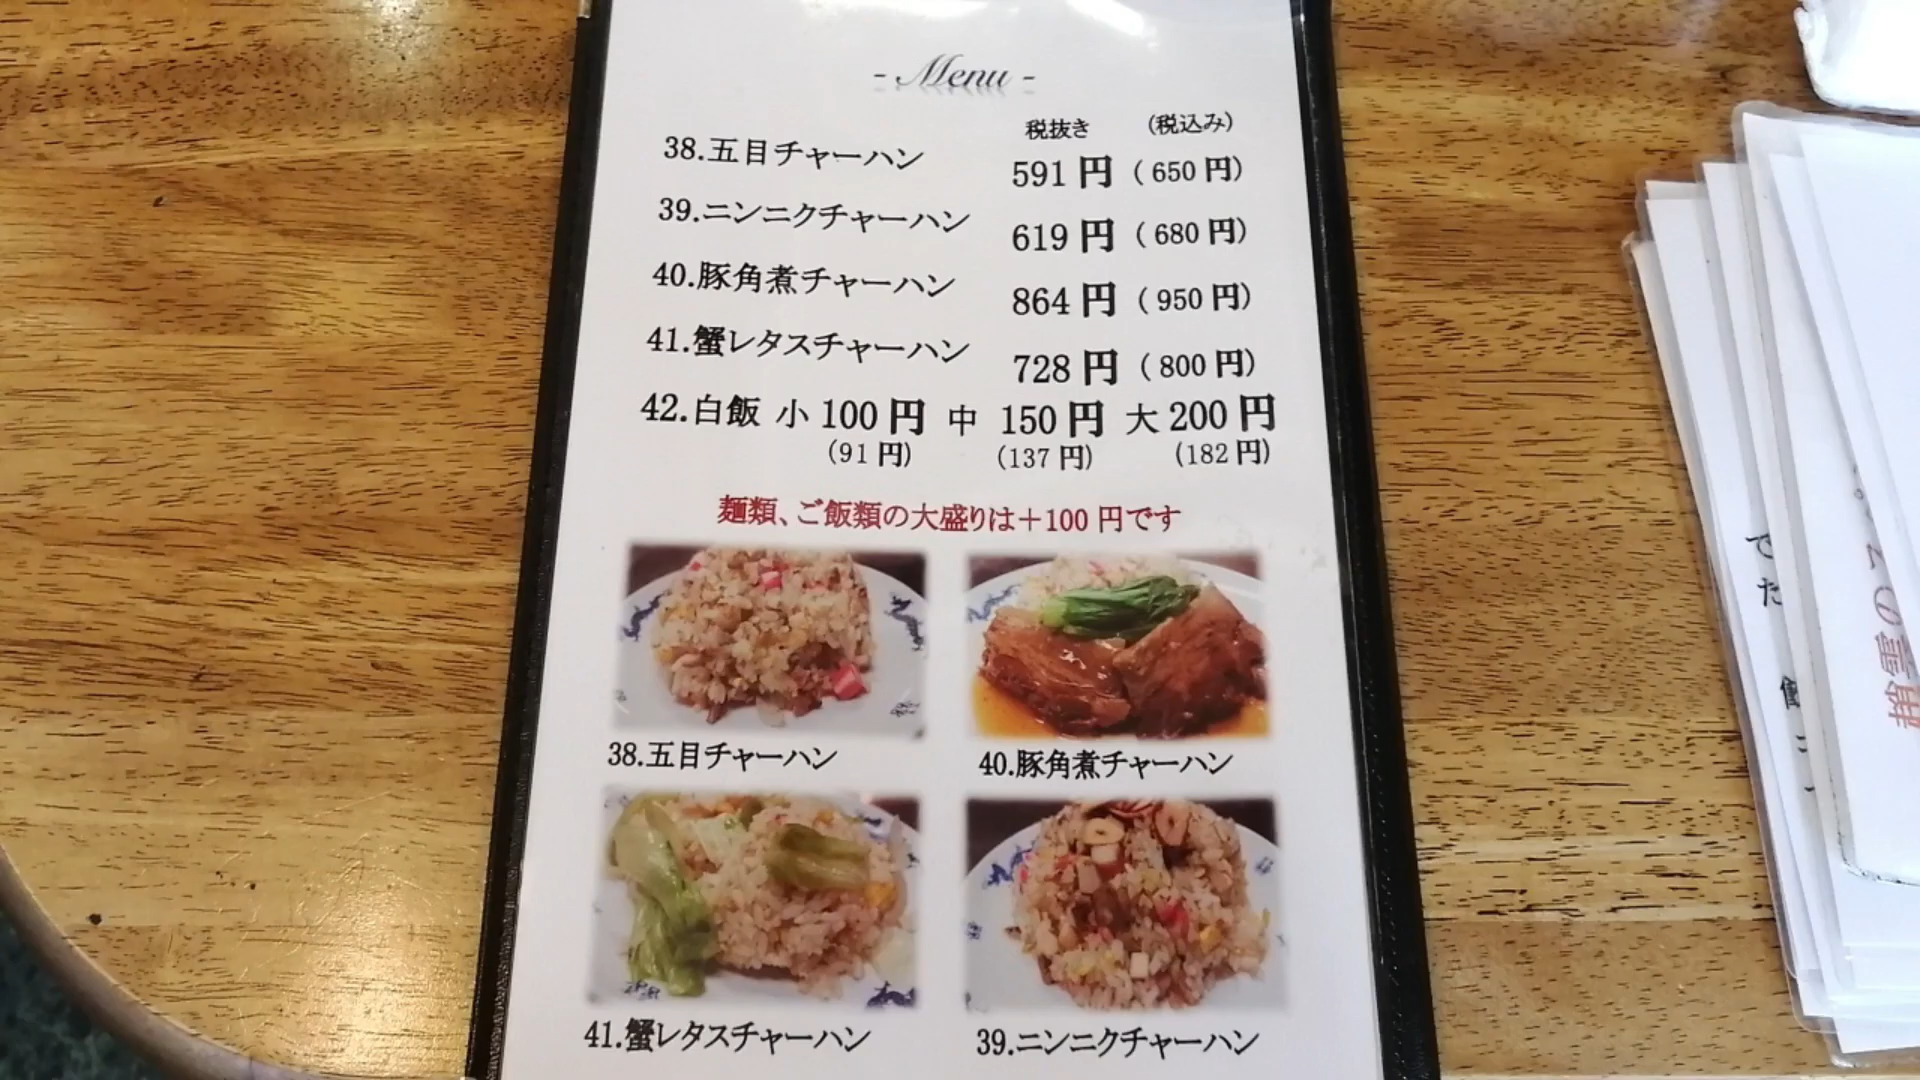 - Menu -
税抜き (税込み)
38.五目チャーハン 591円 (650円)
39.ニンニクチャーハン 619円 (680円)
40.豚角煮チャーハン 864円 (950円)
41.蟹レタスチャーハン 728円 (800円)
42.白飯 小 100円 中 150円 大 200円
(91円) (137円) (182円)
麺類、ご飯類の大盛りは＋100円です
38.五目チャーハン 40.豚角煮チャーハン
41.蟹レタスチャーハン 39.ニンニクチャーハン